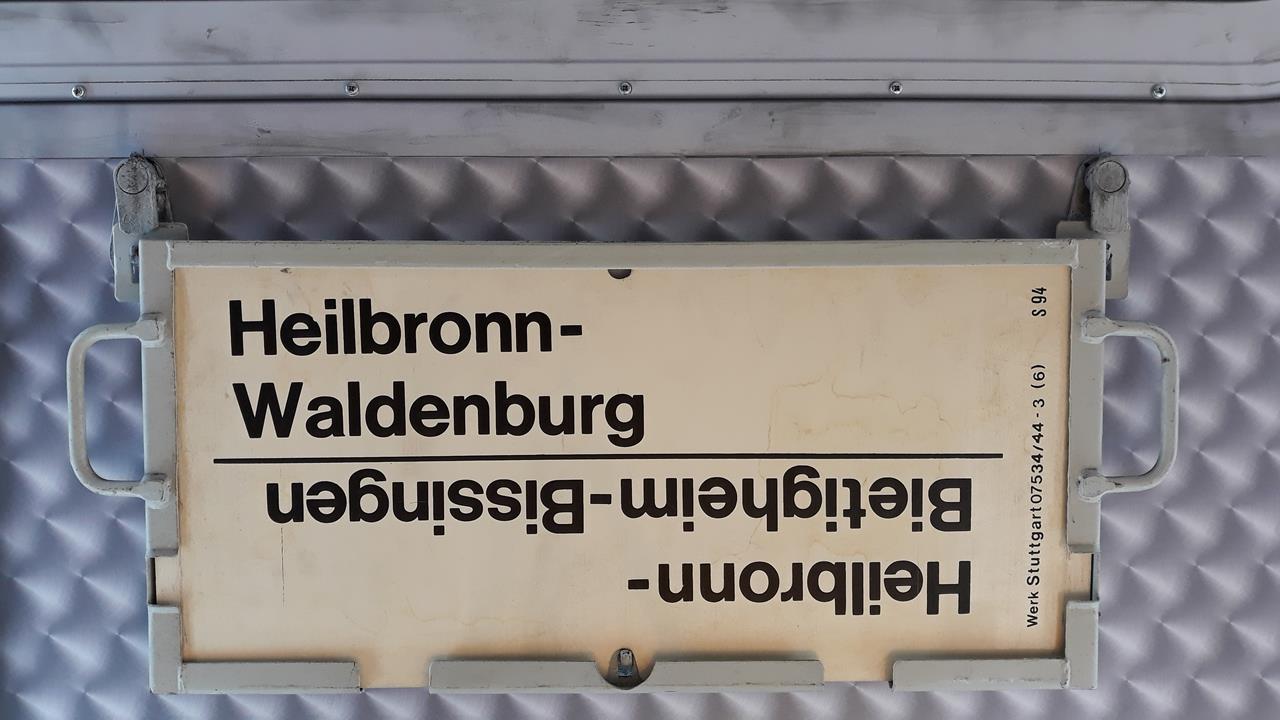 Heilbronn-
Waldenburg
Heilbronn-
Bietigheim-Bissingen
Werk Stuttgart 07534/44 - 3 (6) S 94